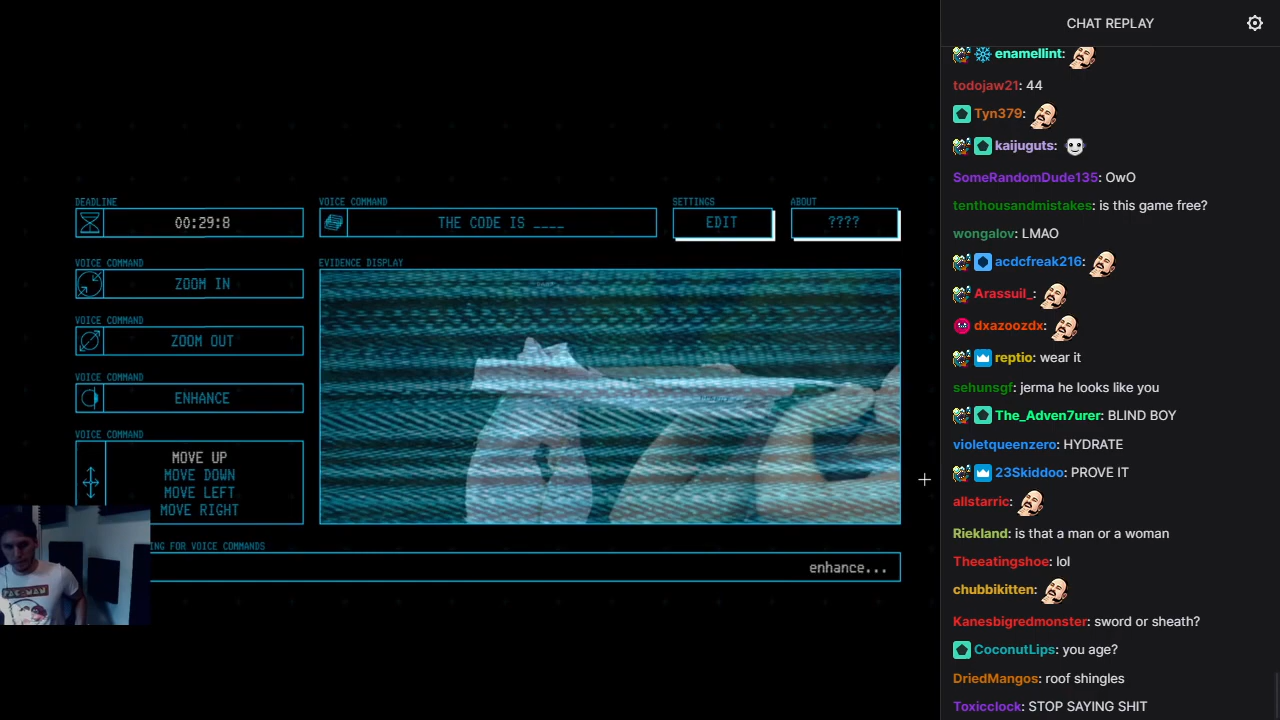 DEADLINE
00:29:8
VOICE COMMAND
THE CODE IS ____
SETTINGS
EDIT
ABOUT
????
VOICE COMMAND
ZOOM IN
VOICE COMMAND
ZOOM OUT
VOICE COMMAND
ENHANCE
VOICE COMMAND
MOVE UP
MOVE DOWN
MOVE LEFT
MOVE RIGHT
EVIDENCE DISPLAY
ING FOR VOICE COMMANDS
enhance...
PAC-MAN
CHAT REPLAY
enamellint:
todojaw21: 44
Tyn379:
kaijuguts:
SomeRandomDude135: OwO
tenthousandmistakes: is this game free?
wongalov: LMAO
acdcfreak216:
Arassuil_:
dxazoozdx:
reptio: wear it
sehunsgf: jerma he looks like you
The_Adven7urer: BLIND BOY
violetqueenzero: HYDRATE
23Skiddoo: PROVE IT
allstarric:
Riekland: is that a man or a woman
Theeatingshoe: lol
chubbikitten:
Kanesbigredmonster: sword or sheath?
CoconutLips: you age?
DriedMangos: roof shingles
Toxicclock: STOP SAYING SHIT